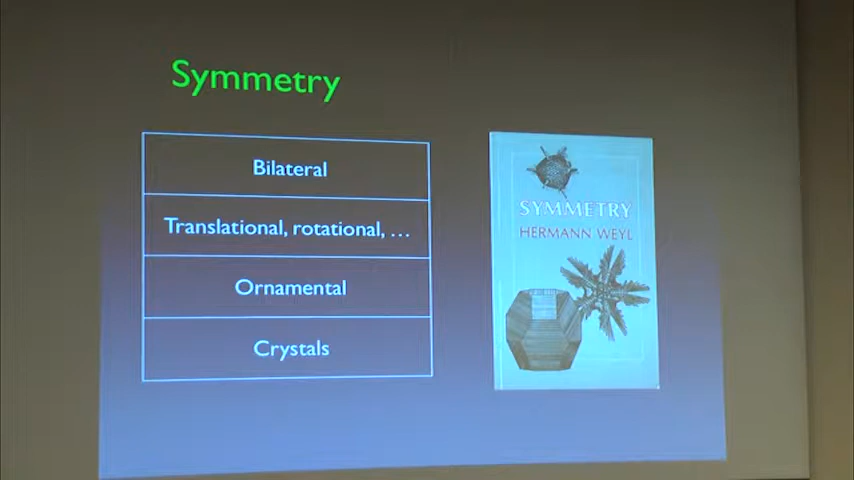 Symmetry
Bilateral
Translational, rotational, ...
Ornamental
Crystals
SYMMETRY
HERMANN WEYL